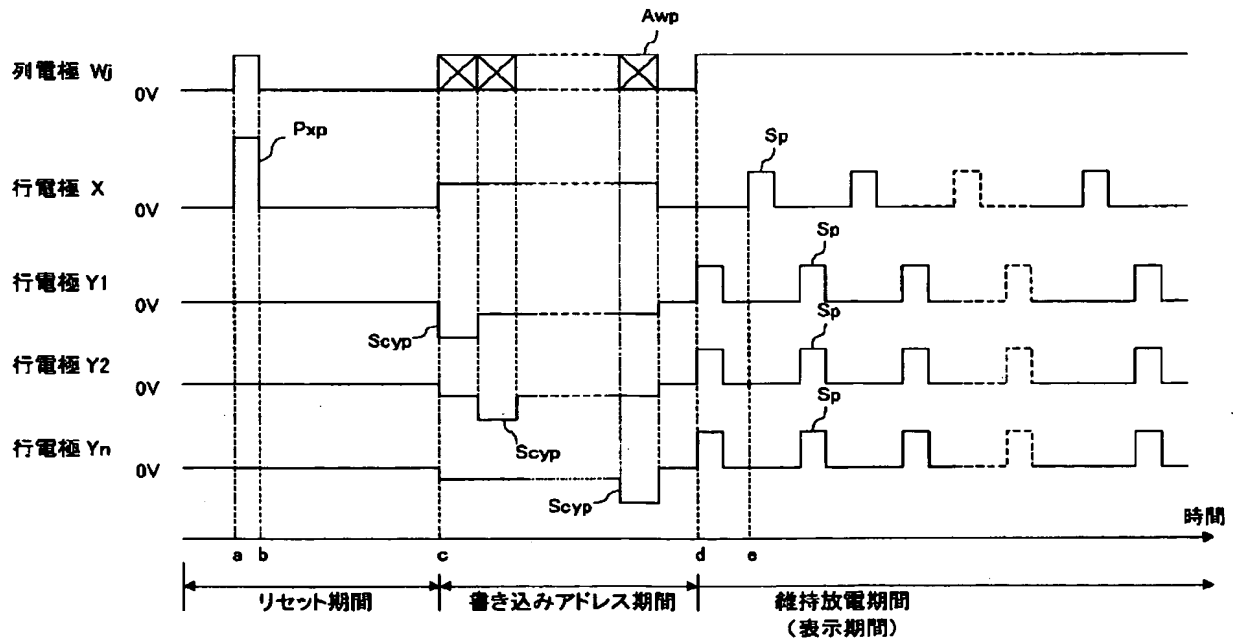 Awp
列電極 Wj
0V
Pxp
行電極 X
0V
Sp
行電極 Y1
0V
Sp
Scyp
行電極 Y2
0V
Sp
Scyp
行電極 Yn
0V
Sp
Scyp
時間
a b c d e
リセット期間 書き込みアドレス期間 維持放電期間
(表示期間)